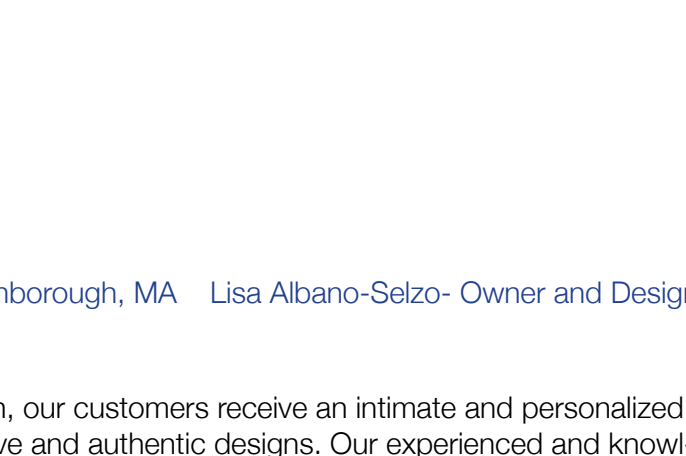 nborough, MA Lisa Albano-Selzo- Owner and Design
n, our customers receive an intimate and personalized
ve and authentic designs. Our experienced and knowl-